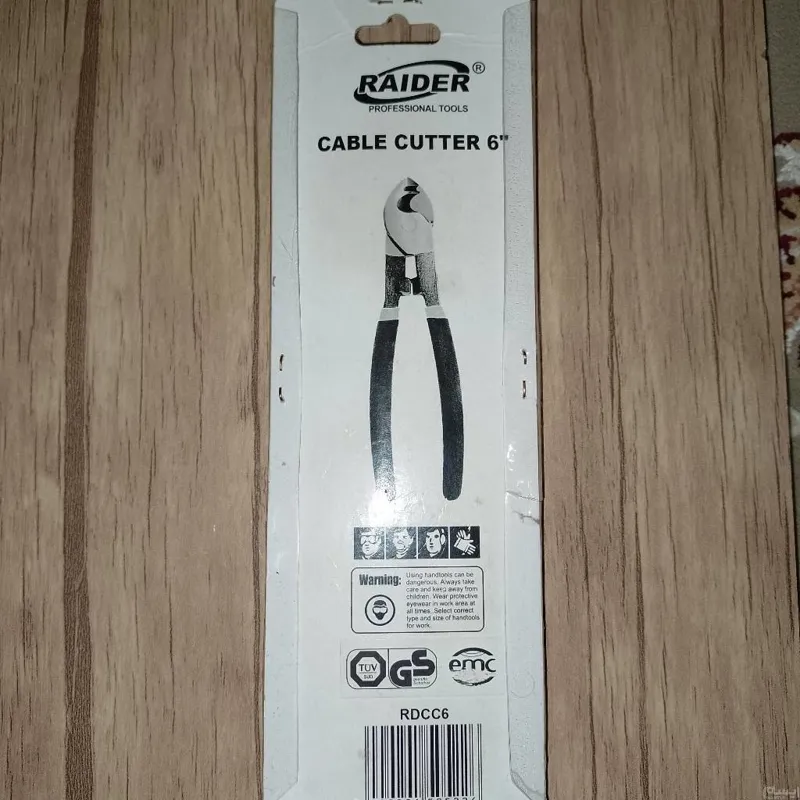 RAIDER®
PROFESSIONAL TOOLS
CABLE CUTTER 6"
Warning:
Using handtools can be
dangerous. Always take
care and keep away from
children. Wear protective
eyewear in work area at
all times. Select correct
type and size of handtools
for work.
TÜV
GS
emc
RDCC6